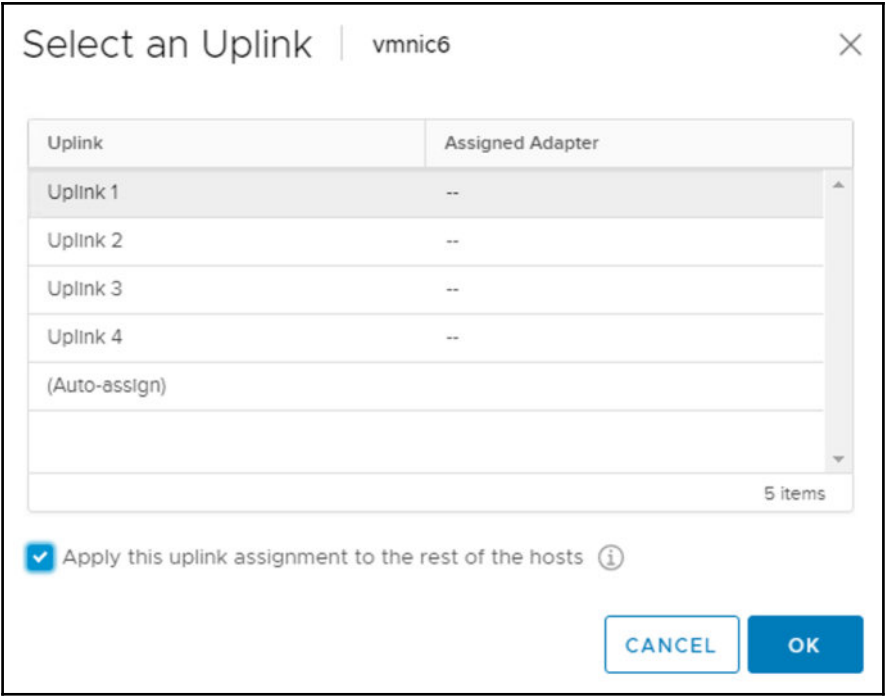 Select an Uplink vmnic6
Uplink Assigned Adapter
Uplink 1 --
Uplink 2 --
Uplink 3 --
Uplink 4 --
(Auto-assign)
5 items
Apply this uplink assignment to the rest of the hosts
CANCEL OK